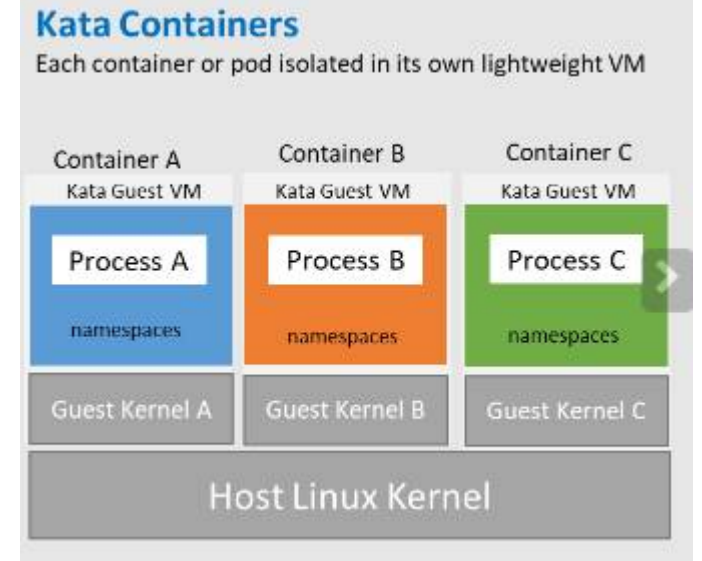 Kata Containers
Each container or pod isolated in its own lightweight VM
Container A
Container B
Container C
Kata Guest VM
Kata Guest VM
Kata Guest VM
Process A
Process B
Process C
namespaces
namespaces
namespaces
Guest Kernel A
Guest Kernel B
Guest Kernel C
Host Linux Kernel